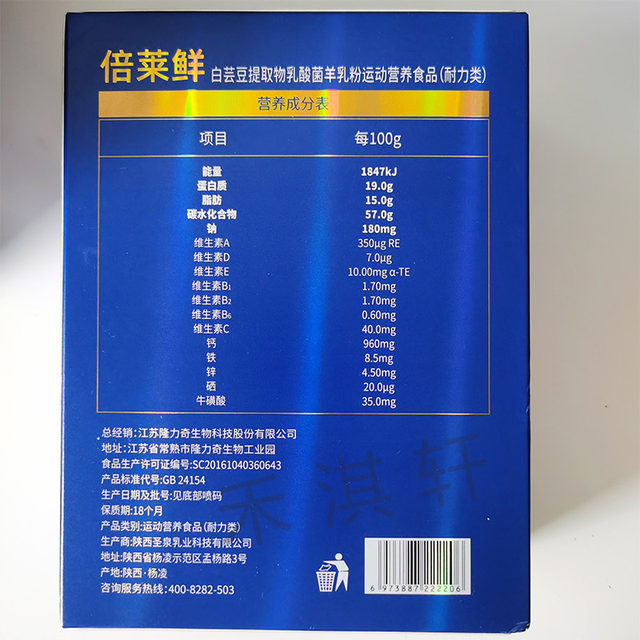 倍莱鲜 白芸豆提取物乳酸菌羊乳粉运动营养食品(耐力类)
营养成分表
项目 每100g
能量 1847kJ
蛋白质 19.0g
脂肪 15.0g
碳水化合物 57.0g
钠 180mg
维生素A 350μg RE
维生素D 7.0μg
维生素E 10.00mg α-TE
维生素B₁ 1.70mg
维生素B₂ 1.70mg
维生素B₆ 0.60mg
维生素C 40.0mg
钙 960mg
铁 8.5mg
锌 4.50mg
硒 20.0μg
牛磺酸 35.0mg
总经销:江苏隆力奇生物科技股份有限公司
地址:江苏省常熟市隆力奇生物工业园
食品生产许可证编号:SC20161040360643
产品标准代号:GB 24154
生产日期及批号:见底部喷码
保质期:18个月
产品类别:运动营养食品(耐力类)
生产商:陕西圣泉乳业科技有限公司
地址:陕西省杨凌示范区孟杨路3号
产地:陕西·杨凌
咨询服务热线:400-8282-503
禾淇轩
6 973887 222206